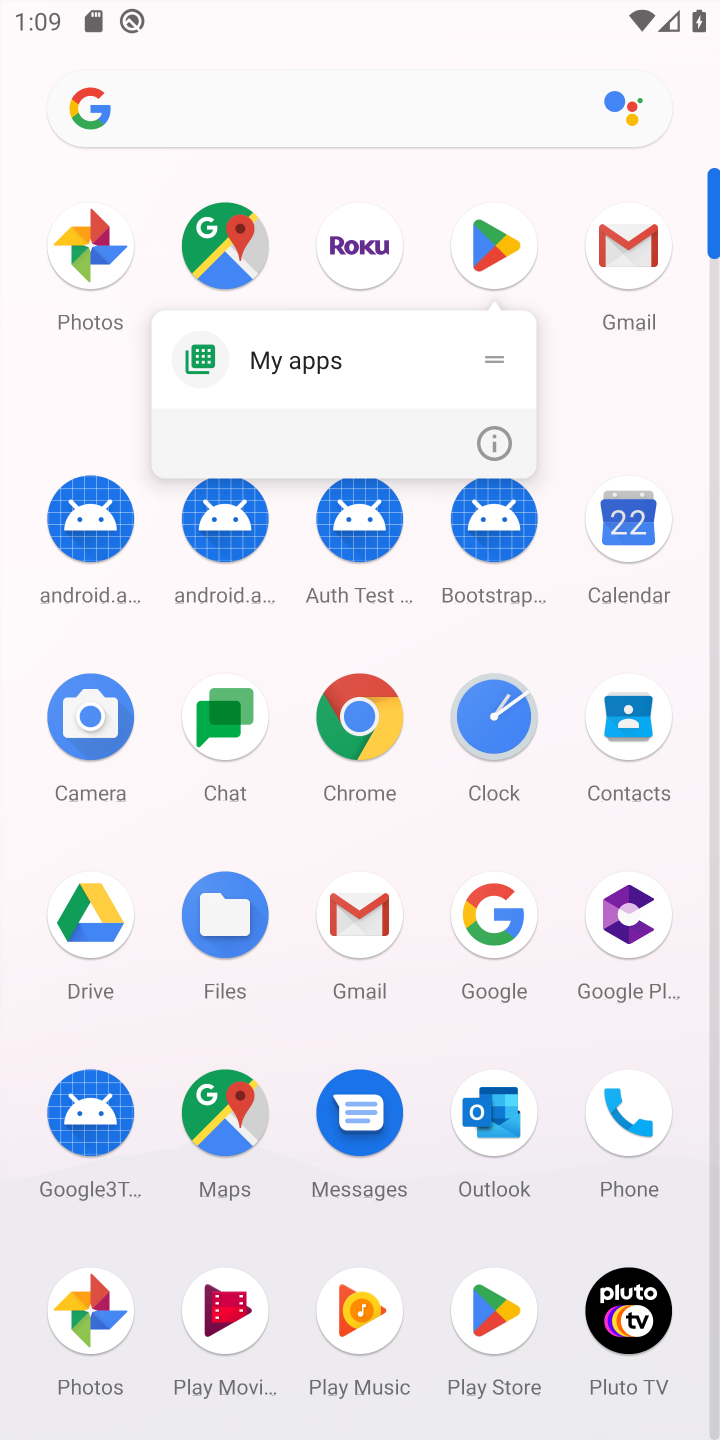 1:09
G
Roku
Photos
Gmail
My apps
22
android.a...
android.a...
Auth Test ...
Bootstrap...
Calendar
Camera
Chat
Chrome
Clock
Contacts
Drive
Files
Gmail
Google
Google Pl...
G
O
pluto
tv
Google3T...
Maps
Messages
Outlook
Phone
Photos
Play Movi...
Play Music
Play Store
Pluto TV